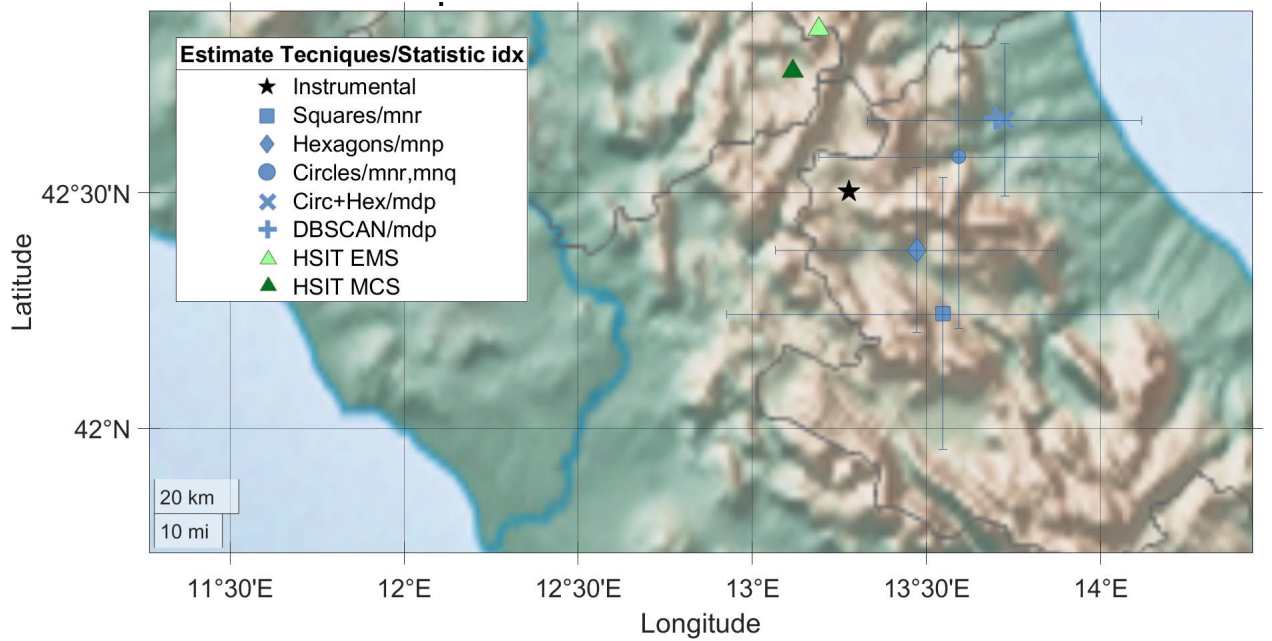 Estimate Tecniques/Statistic idx
Instrumental
Squares/mnr
Hexagons/mnp
Circles/mnr,mnq
Circ+Hex/mdp
DBSCAN/mdp
HSIT EMS
HSIT MCS
42°30'N
42°N
Latitude
20 km
10 mi
11°30'E
12°E
12°30'E
13°E
13°30'E
14°E
Longitude